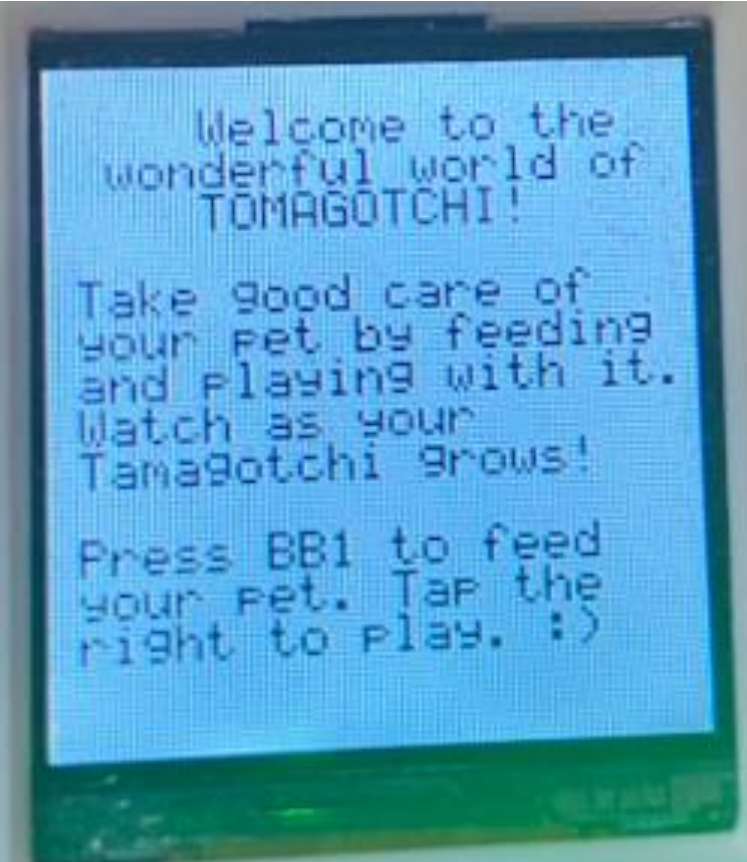 Welcome to the
wonderful world of
TOMAGOTCHI!
Take good care of
your pet by feeding
and playing with it.
Watch as your
Tamagotchi grows!
Press BB1 to feed
your pet. Tap the
right to play. :)